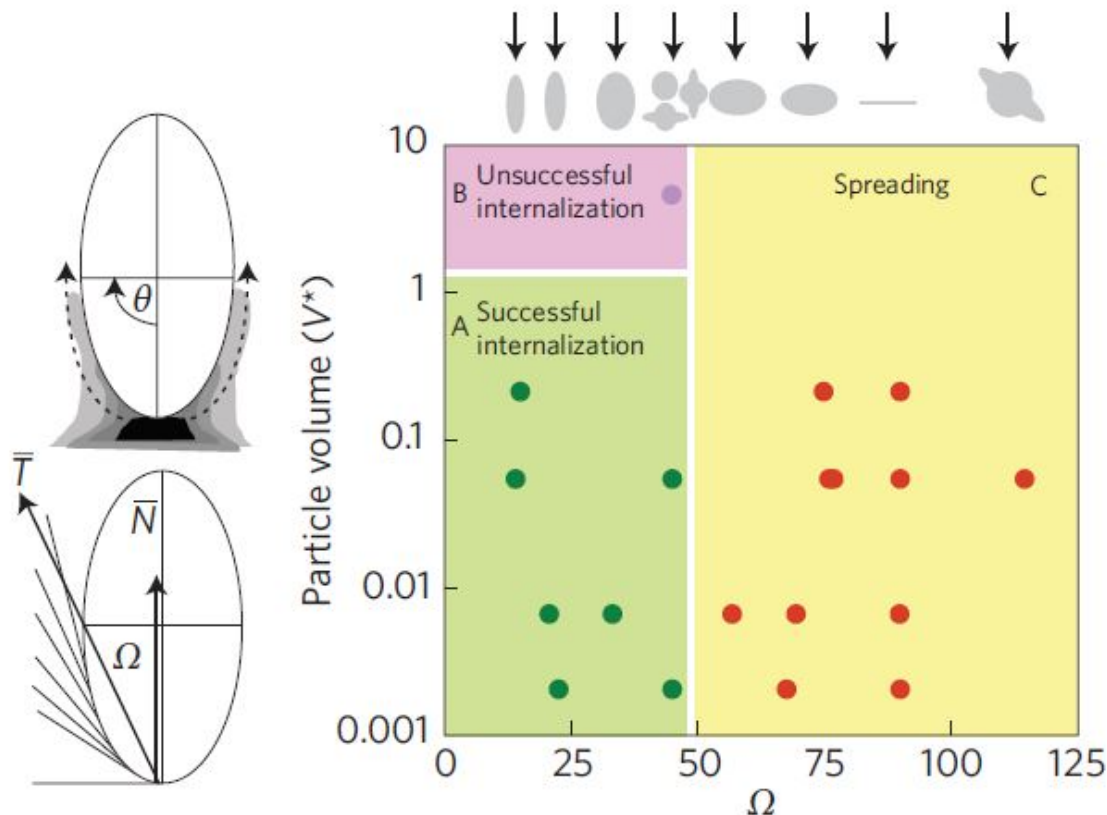 θ
T̅
N̅
Ω
Particle volume (V*)
10
1
0.1
0.01
0.001
B Unsuccessful
internalization
A Successful
internalization
Spreading C
0 25 50 75 100 125
Ω